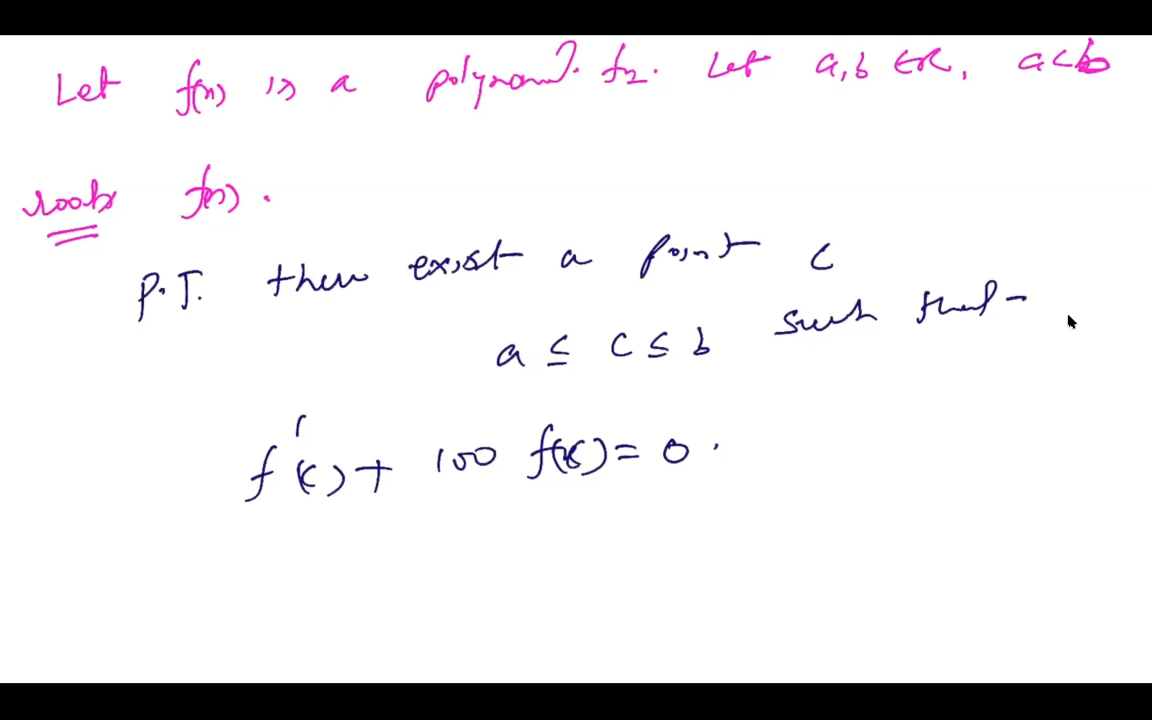 Let f(x) is a polynomial fn. Let a, b ∈ R, a < b
roots f(x).
P.T. there exist a point c
a ≤ c ≤ b such that
f'(c) + 100 f(c) = 0.